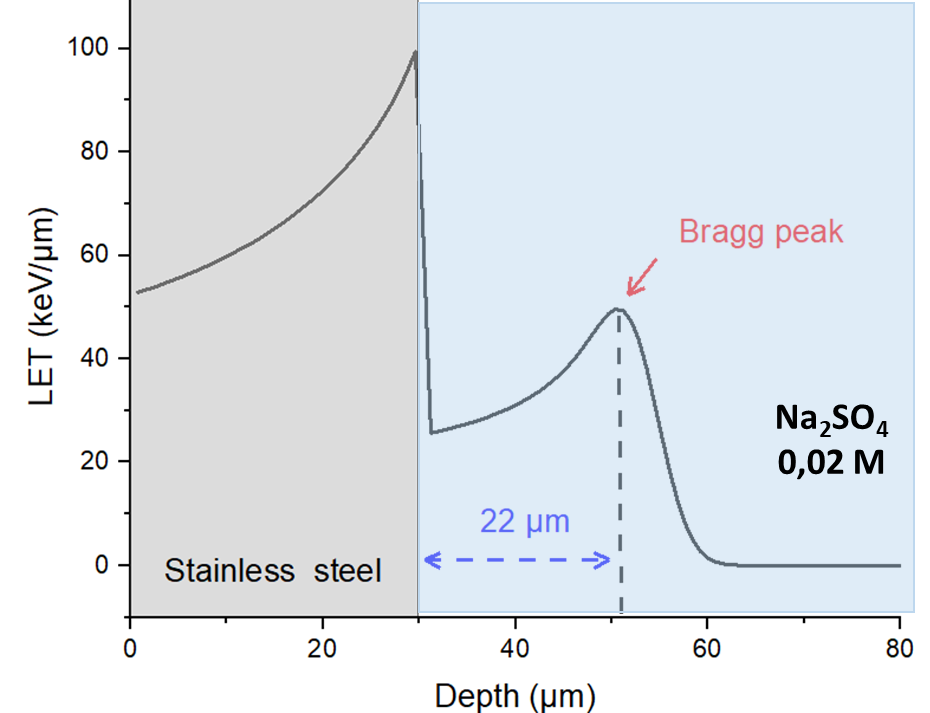 100
80
60
40
20
0
LET (keV/µm)
Bragg peak
Na₂SO₄
0,02 M
22 µm
Stainless steel
0 20 40 60 80
Depth (µm)